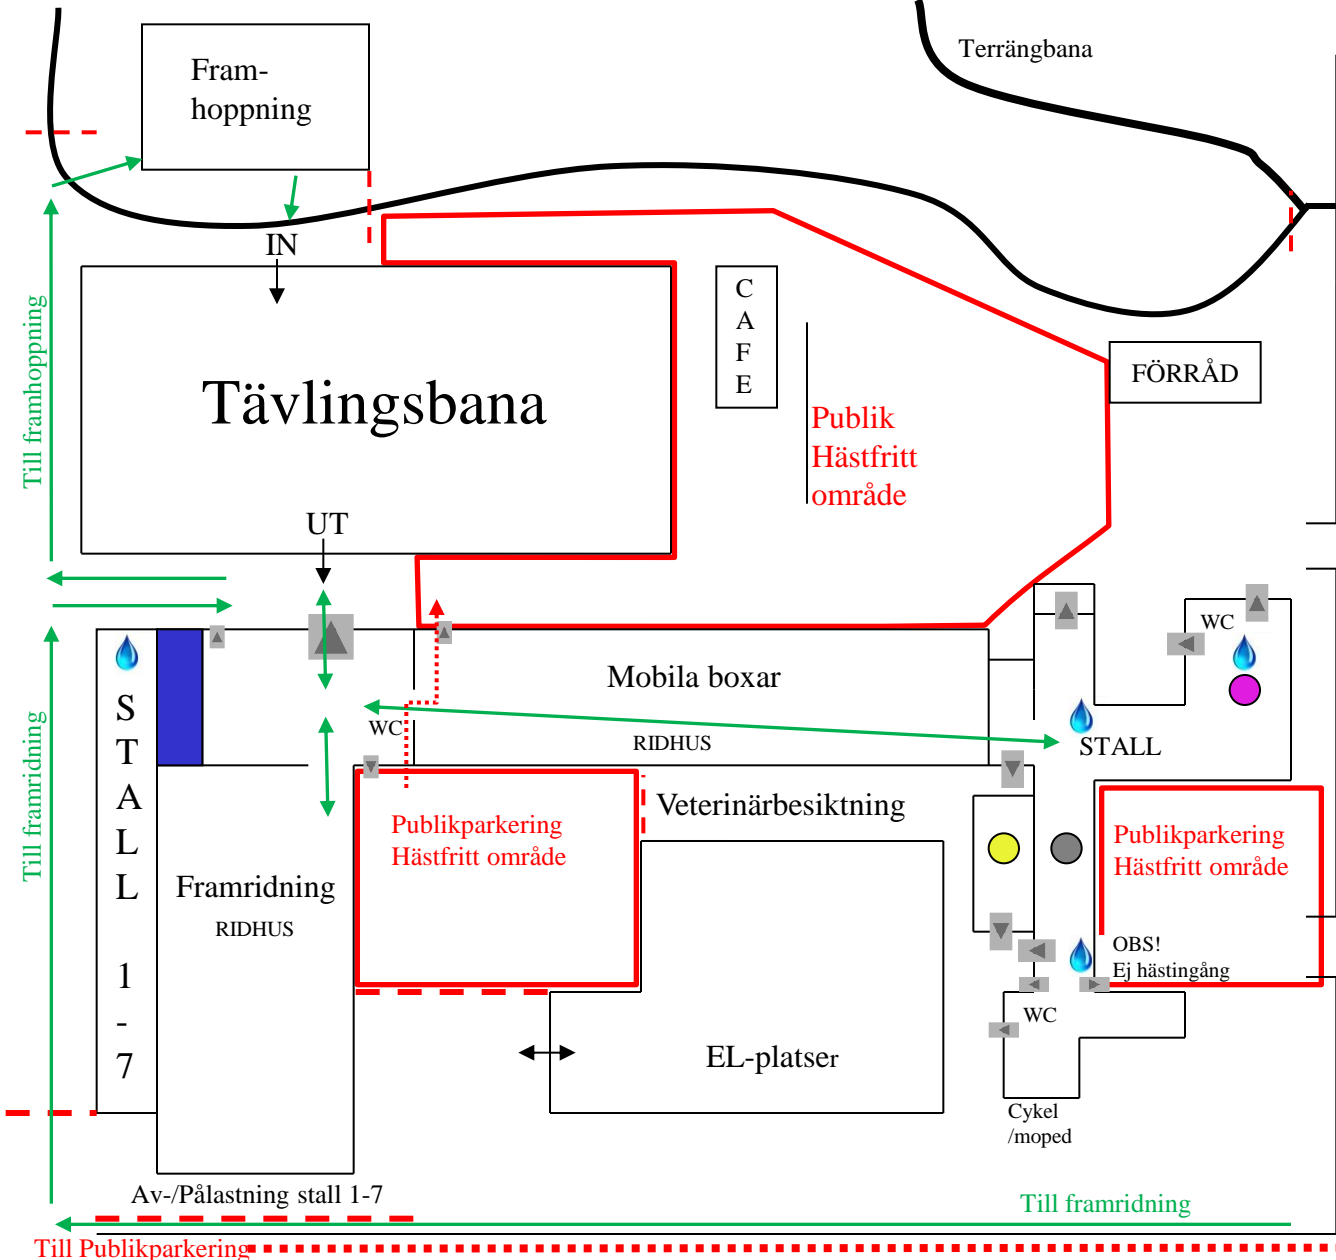 Terrängbana
Fram-
hoppning
IN
C
A
F
E
Till framhoppning
Tävlingsbana
FÖRRÅD
Publik
Hästfritt
område
UT
WC
Mobila boxar
S
T
A
L
L
1
-
7
WC
RIDHUS
STALL
Till framridning
Veterinärbesiktning
Publikparkering
Hästfritt område
Publikparkering
Hästfritt område
Framridning
RIDHUS
OBS!
Ej hästingång
WC
EL-platser
Cykel
/moped
Av-/Pålastning stall 1-7
Till framridning
Till Publikparkering